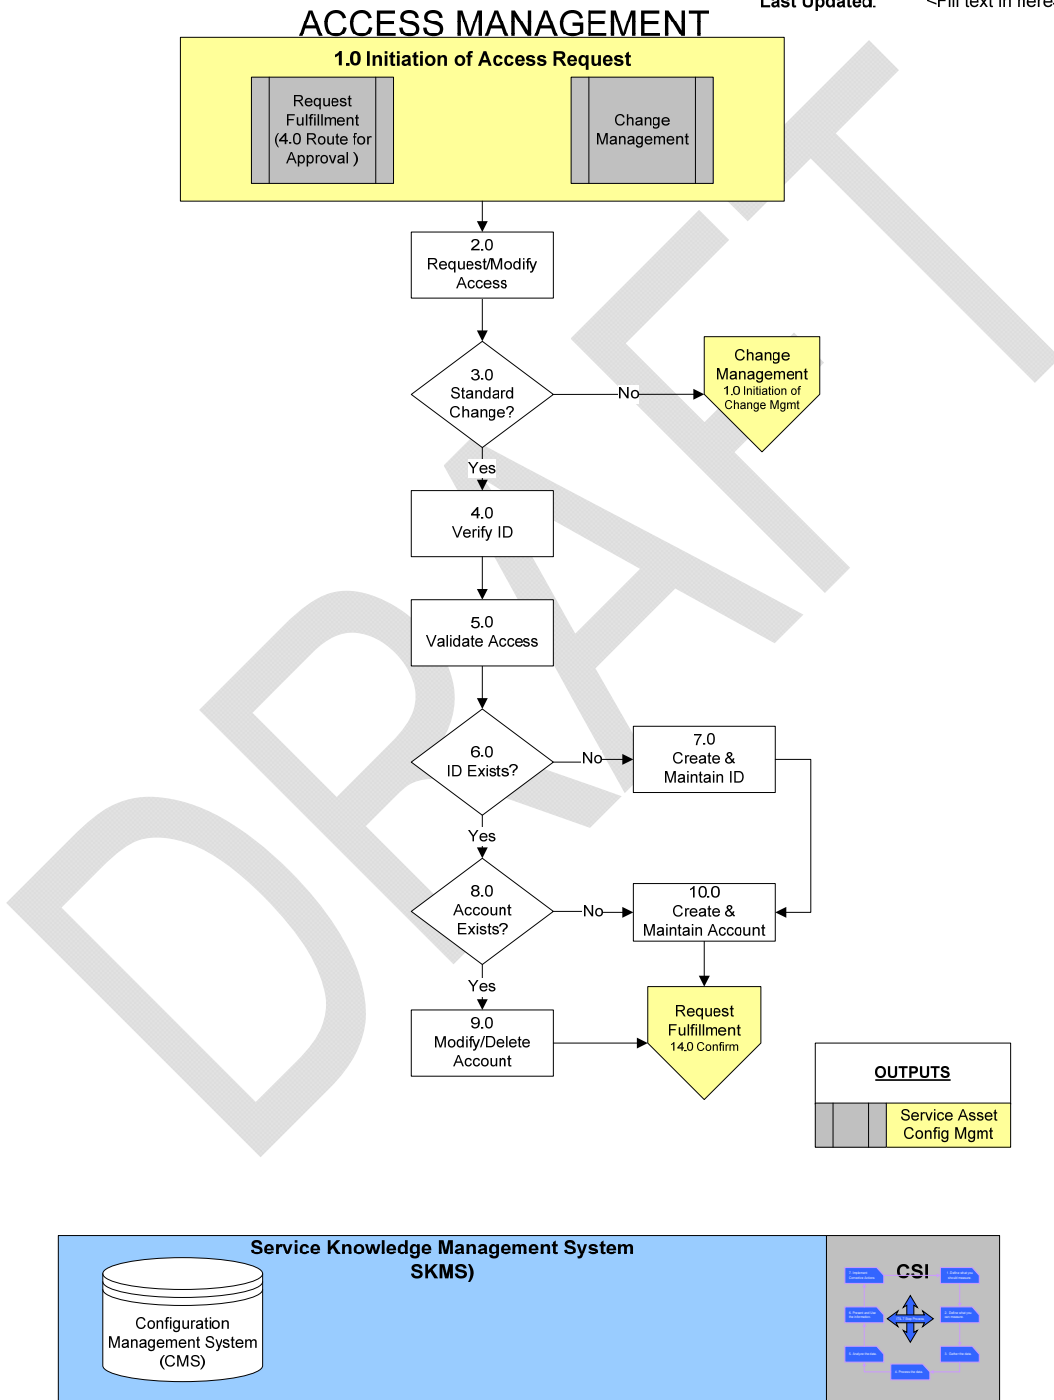 Last Updated:
<Fill text in here>
ACCESS MANAGEMENT
1.0 Initiation of Access Request
Request
Fulfillment
(4.0 Route for
Approval )
Change
Management
2.0
Request/Modify
Access
3.0
Standard
Change?
No
Change
Management
1.0 Initiation of
Change Mgmt
Yes
4.0
Verify ID
5.0
Validate Access
6.0
ID Exists?
No
7.0
Create &
Maintain ID
Yes
8.0
Account
Exists?
No
10.0
Create &
Maintain Account
Yes
9.0
Modify/Delete
Account
Request
Fulfillment
14.0 Confirm
OUTPUTS
Service Asset
Config Mgmt
DRAFT
Service Knowledge Management System
SKMS)
Configuration
Management System
(CMS)
CSI